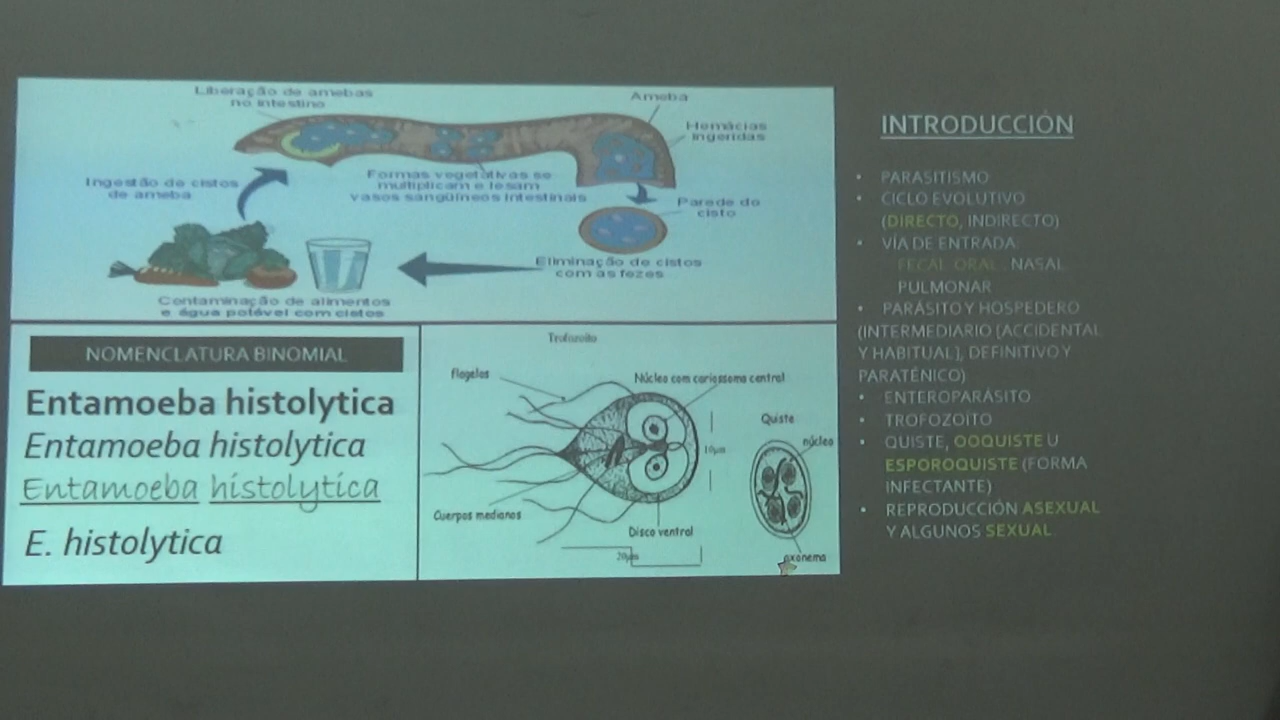 Liberação de amebas
no intestino
Ameba
Hemácias
ingeridas
Ingestão de cistos
de ameba
Formas vegetativas se
multiplicam e lesam
vasos sangüíneos intestinais
Parede do
cisto
Eliminação de cistos
com as fezes
Contaminação de alimentos
e água potável com cistos
NOMENCLATURA BINOMIAL
Entamoeba histolytica
Entamoeba histolytica
Entamoeba histolytica
E. histolytica
Trofozoito
flagelos
Núcleo com cariossoma central
10µm
Cuerpos medianos
Disco ventral
20µm
Quiste
núcleo
axonema
INTRODUCCIÓN
• PARASITISMO
• CICLO EVOLUTIVO
(DIRECTO, INDIRECTO)
• VÍA DE ENTRADA:
FECAL ORAL, NASAL
PULMONAR
• PARÁSITO Y HOSPEDERO
(INTERMEDIARIO [ACCIDENTAL
Y HABITUAL], DEFINITIVO Y
PARATÉNICO)
• ENTEROPARÁSITO
• TROFOZOÍTO
• QUISTE, OOQUISTE U
ESPOROQUISTE (FORMA
INFECTANTE)
• REPRODUCCIÓN ASEXUAL
Y ALGUNOS SEXUAL.